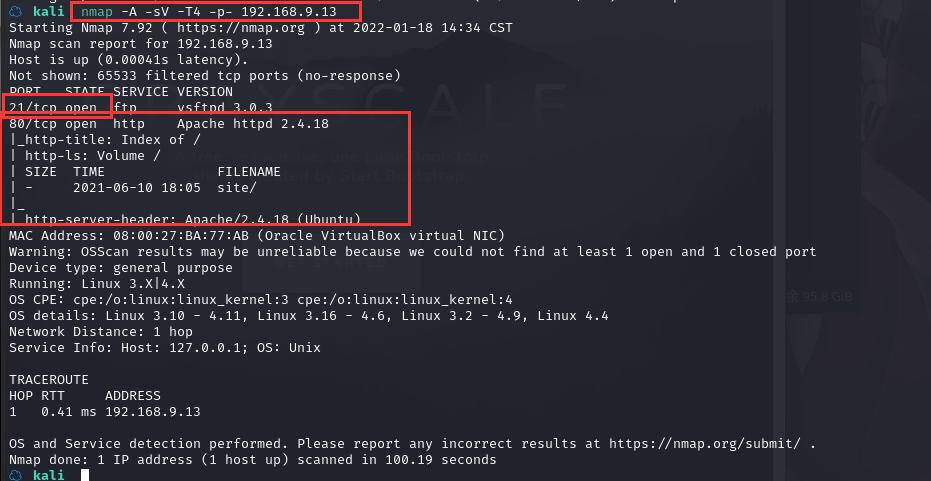 kali nmap -A -sV -T4 -p- 192.168.9.13
Starting Nmap 7.92 ( https://nmap.org ) at 2022-01-18 14:34 CST
Nmap scan report for 192.168.9.13
Host is up (0.00041s latency).
Not shown: 65533 filtered tcp ports (no-response)
PORT   STATE SERVICE VERSION
21/tcp open  ftp     vsftpd 3.0.3
80/tcp open  http    Apache httpd 2.4.18
|_http-title: Index of /
| http-ls: Volume /
| SIZE  TIME              FILENAME
| -     2021-06-10 18:05  site/
|_
|_http-server-header: Apache/2.4.18 (Ubuntu)
MAC Address: 08:00:27:BA:77:AB (Oracle VirtualBox virtual NIC)
Warning: OSScan results may be unreliable because we could not find at least 1 open and 1 closed port
Device type: general purpose
Running: Linux 3.X|4.X
OS CPE: cpe:/o:linux:linux_kernel:3 cpe:/o:linux:linux_kernel:4
OS details: Linux 3.10 - 4.11, Linux 3.16 - 4.6, Linux 3.2 - 4.9, Linux 4.4
Network Distance: 1 hop
Service Info: Host: 127.0.0.1; OS: Unix
TRACEROUTE
HOP RTT     ADDRESS
1   0.41 ms 192.168.9.13
OS and Service detection performed. Please report any incorrect results at https://nmap.org/submit/ .
Nmap done: 1 IP address (1 host up) scanned in 100.19 seconds
kali
YSCALE
95.8 GiB